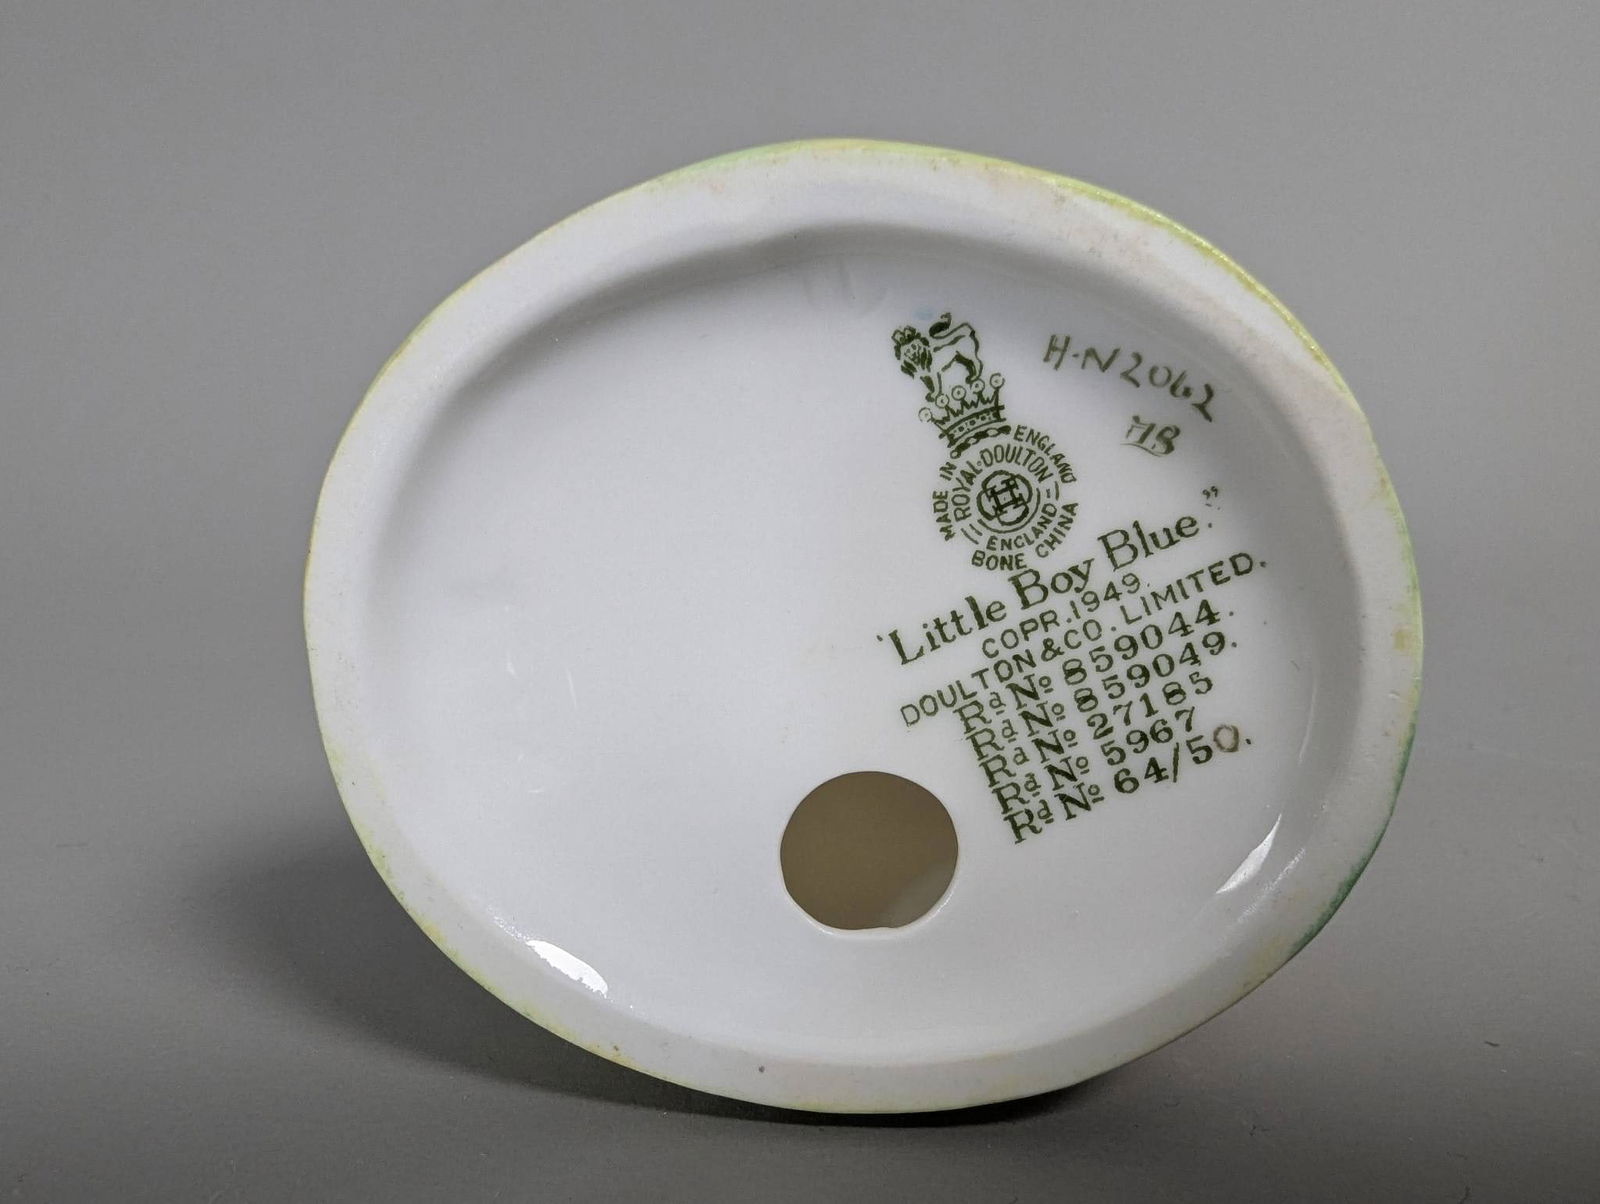 H·N2062
MADE IN ENGLAND
ROYAL·DOULTON
ENGLAND
BONE CHINA
"Little Boy Blue."
COPR.1949.
DOULTON & CO. LIMITED.
Rd No 859044.
Rd No 859049.
Rd No 27185
Rd No 5967
Rd No 64/50.